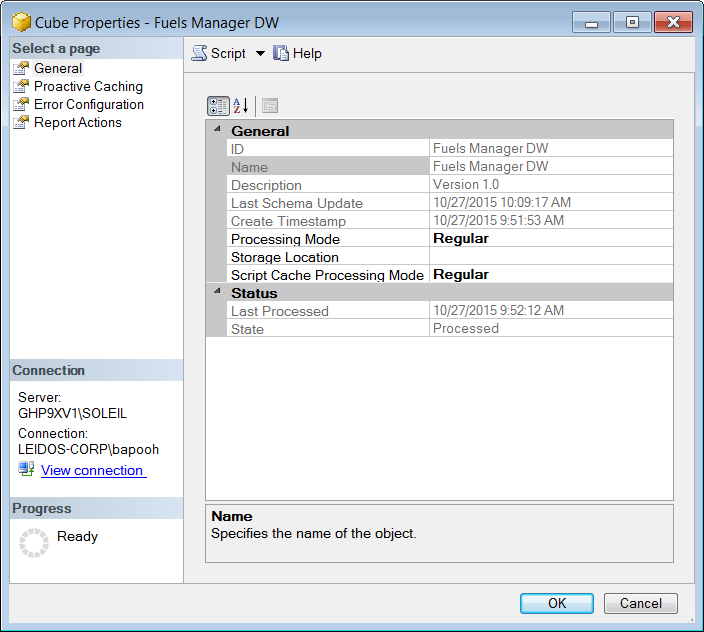 Cube Properties - Fuels Manager DW
Select a page
General
Proactive Caching
Error Configuration
Report Actions
Script
Help
General
ID Fuels Manager DW
Name Fuels Manager DW
Description Version 1.0
Last Schema Update 10/27/2015 10:09:17 AM
Create Timestamp 10/27/2015 9:51:53 AM
Processing Mode Regular
Storage Location
Script Cache Processing Mode Regular
Status
Last Processed 10/27/2015 9:52:12 AM
State Processed
Connection
Server:
GHP9XV1\SOLEIL
Connection:
LEIDOS-CORP\bapooh
View connection
Progress
Ready
Name
Specifies the name of the object.
OK
Cancel